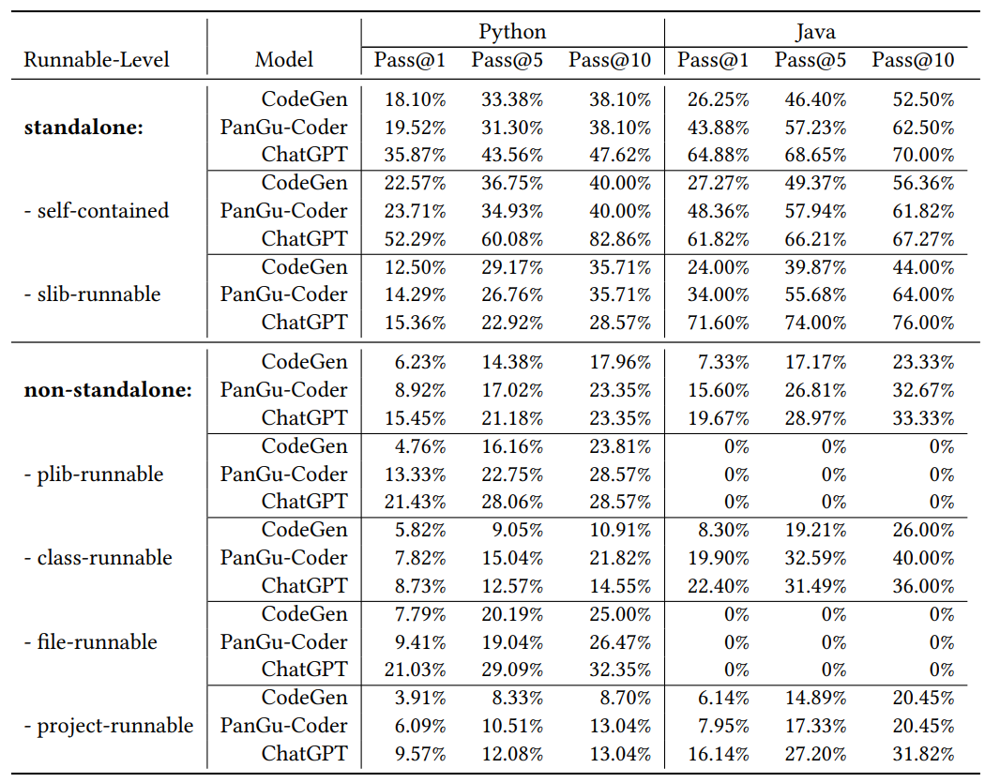 Python Java
Runnable-Level Model Pass@1 Pass@5 Pass@10 Pass@1 Pass@5 Pass@10
CodeGen 18.10% 33.38% 38.10% 26.25% 46.40% 52.50%
standalone: PanGu-Coder 19.52% 31.30% 38.10% 43.88% 57.23% 62.50%
ChatGPT 35.87% 43.56% 47.62% 64.88% 68.65% 70.00%
CodeGen 22.57% 36.75% 40.00% 27.27% 49.37% 56.36%
- self-contained PanGu-Coder 23.71% 34.93% 40.00% 48.36% 57.94% 61.82%
ChatGPT 52.29% 60.08% 82.86% 61.82% 66.21% 67.27%
CodeGen 12.50% 29.17% 35.71% 24.00% 39.87% 44.00%
- slib-runnable PanGu-Coder 14.29% 26.76% 35.71% 34.00% 55.68% 64.00%
ChatGPT 15.36% 22.92% 28.57% 71.60% 74.00% 76.00%
CodeGen 6.23% 14.38% 17.96% 7.33% 17.17% 23.33%
non-standalone: PanGu-Coder 8.92% 17.02% 23.35% 15.60% 26.81% 32.67%
ChatGPT 15.45% 21.18% 23.35% 19.67% 28.97% 33.33%
CodeGen 4.76% 16.16% 23.81% 0% 0% 0%
- plib-runnable PanGu-Coder 13.33% 22.75% 28.57% 0% 0% 0%
ChatGPT 21.43% 28.06% 28.57% 0% 0% 0%
CodeGen 5.82% 9.05% 10.91% 8.30% 19.21% 26.00%
- class-runnable PanGu-Coder 7.82% 15.04% 21.82% 19.90% 32.59% 40.00%
ChatGPT 8.73% 12.57% 14.55% 22.40% 31.49% 36.00%
CodeGen 7.79% 20.19% 25.00% 0% 0% 0%
- file-runnable PanGu-Coder 9.41% 19.04% 26.47% 0% 0% 0%
ChatGPT 21.03% 29.09% 32.35% 0% 0% 0%
CodeGen 3.91% 8.33% 8.70% 6.14% 14.89% 20.45%
- project-runnable PanGu-Coder 6.09% 10.51% 13.04% 7.95% 17.33% 20.45%
ChatGPT 9.57% 12.08% 13.04% 16.14% 27.20% 31.82%